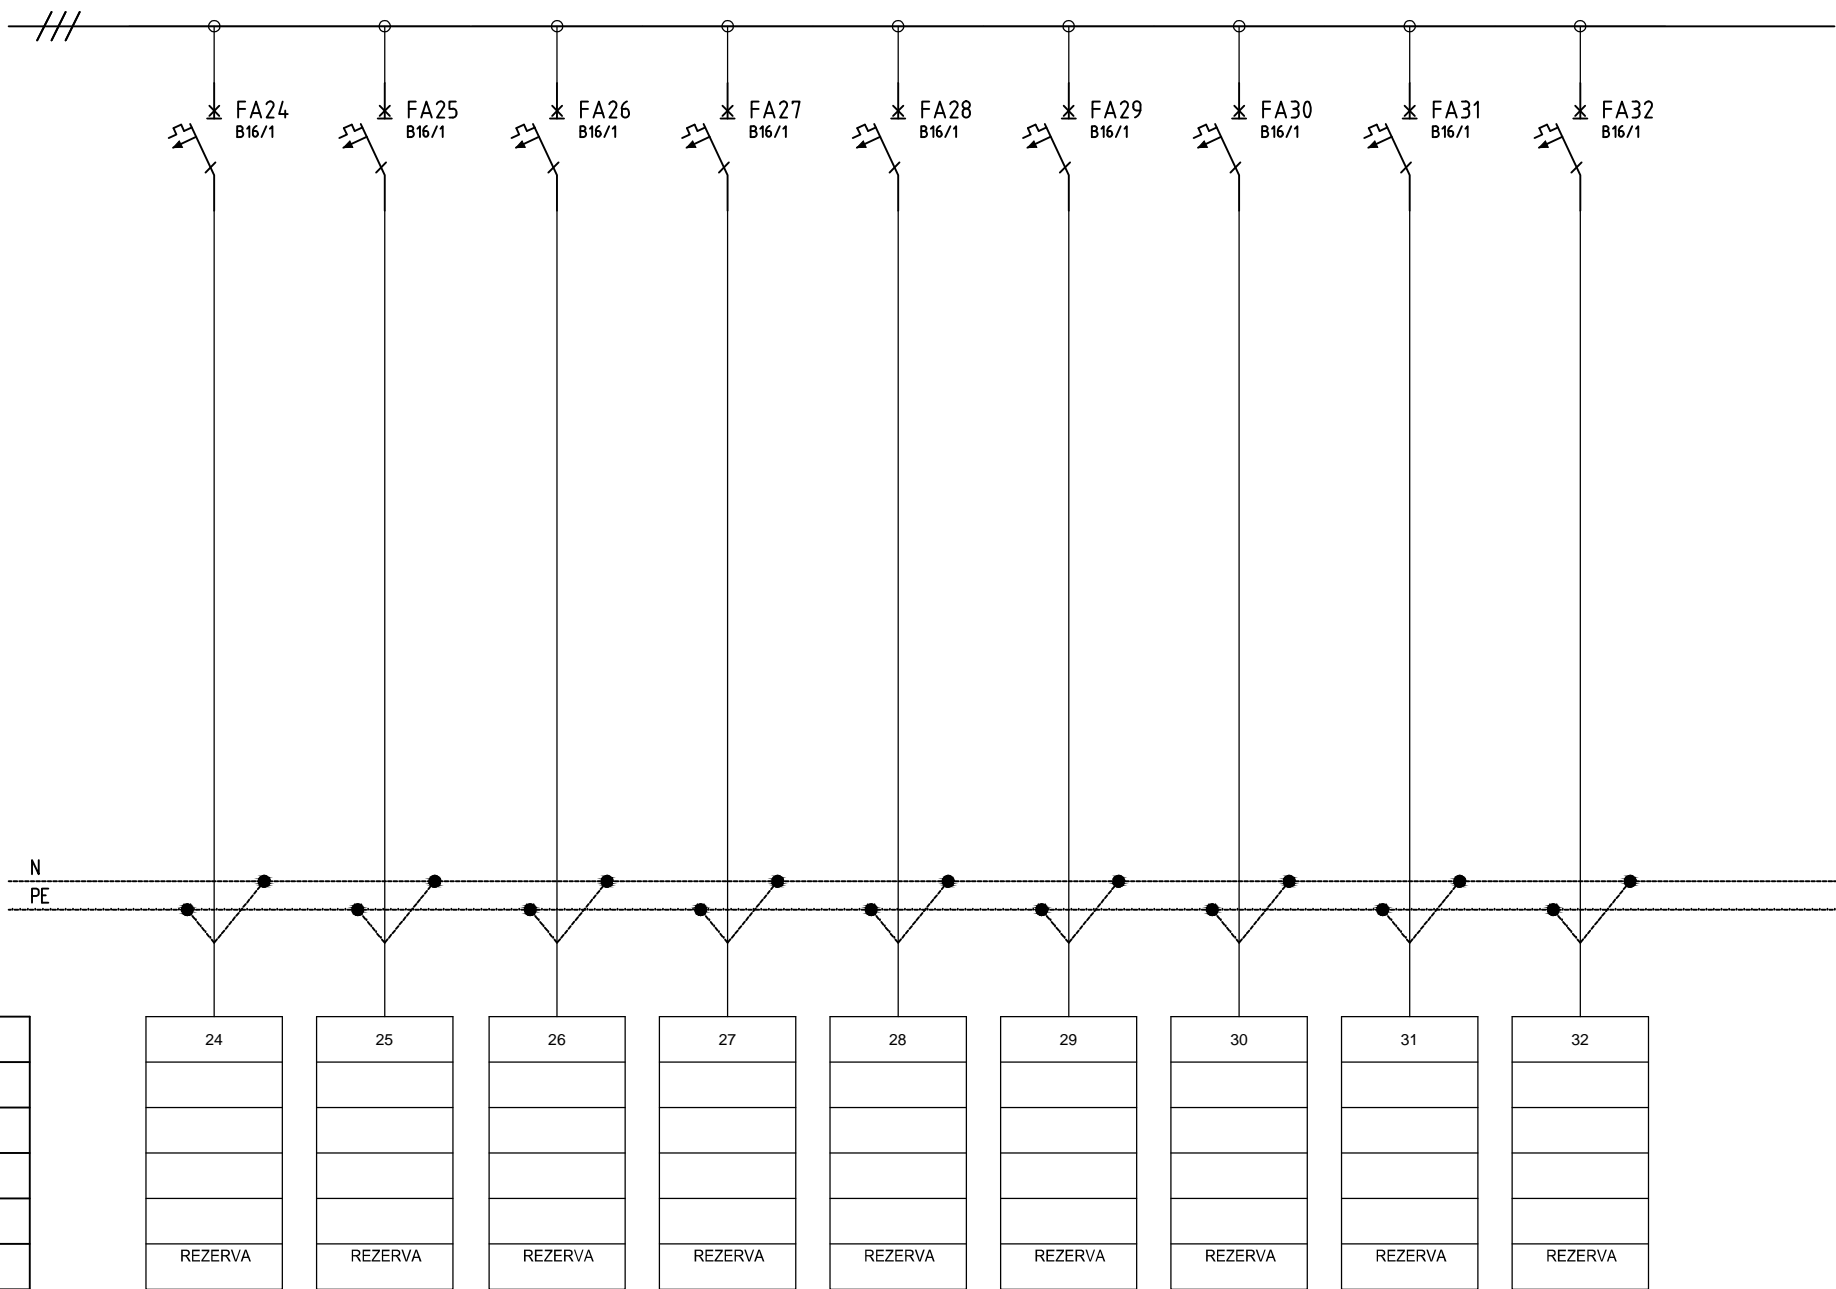 FA24 FA25 FA26 FA27 FA28 FA29 FA30 FA31 FA32
B16/1 B16/1 B16/1 B16/1 B16/1 B16/1 B16/1 B16/1 B16/1
N
PE
24 25 26 27 28 29 30 31 32
REZERVA REZERVA REZERVA REZERVA REZERVA REZERVA REZERVA REZERVA REZERVA